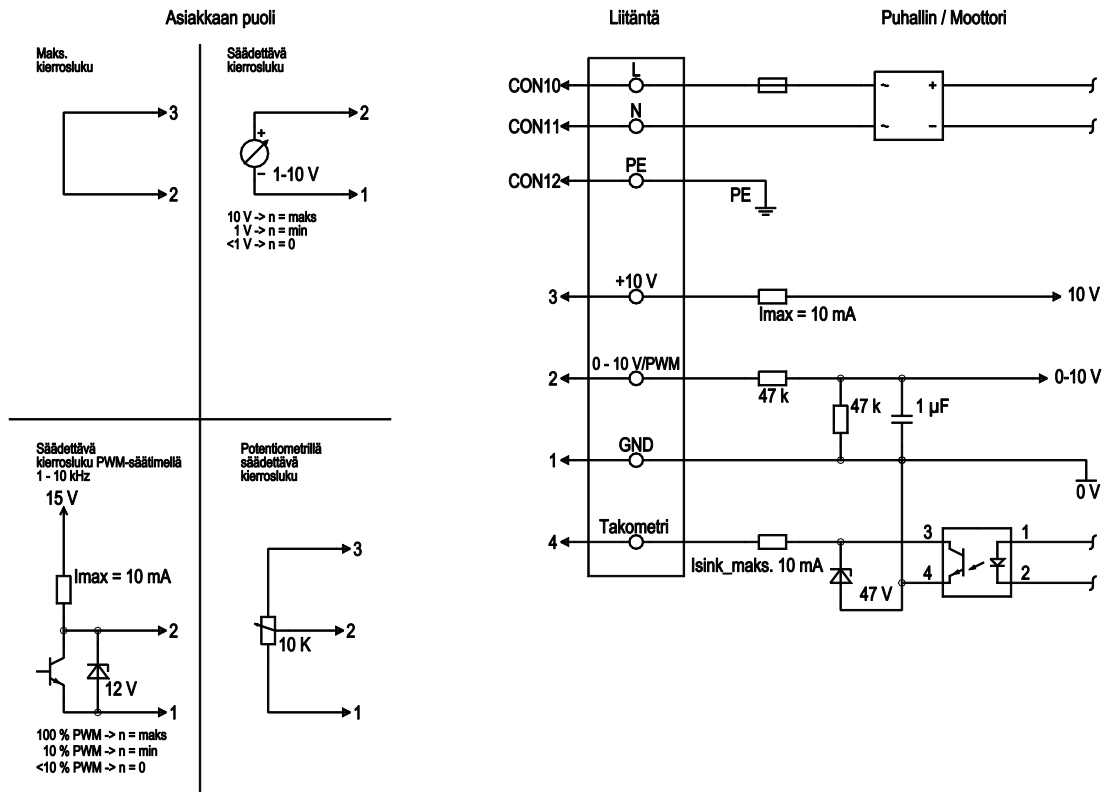 Asiakkaan puoli
Liitäntä
Puhallin / Moottori
Maks.
kierrosluku
3
2
Säädettävä
kierrosluku
2
+
– 1-10 V
1
10 V -> n = maks
1 V -> n = min
<1 V -> n = 0
Säädettävä
kierrosluku PWM-säätimellä
1 - 10 kHz
15 V
Imax = 10 mA
2
12 V
1
100 % PWM -> n = maks
10 % PWM -> n = min
<10 % PWM -> n = 0
Potentiometrillä
säädettävä
kierrosluku
3
2
10 K
1
CON10
L
~ +
CON11
N
~ –
CON12
PE
PE
3
+10 V
10 V
Imax = 10 mA
2
0 - 10 V/PWM
0-10 V
47 k
47 k
1 µF
1
GND
0 V
4
Takometri
Isink_maks. 10 mA
47 V
3
4
1
2